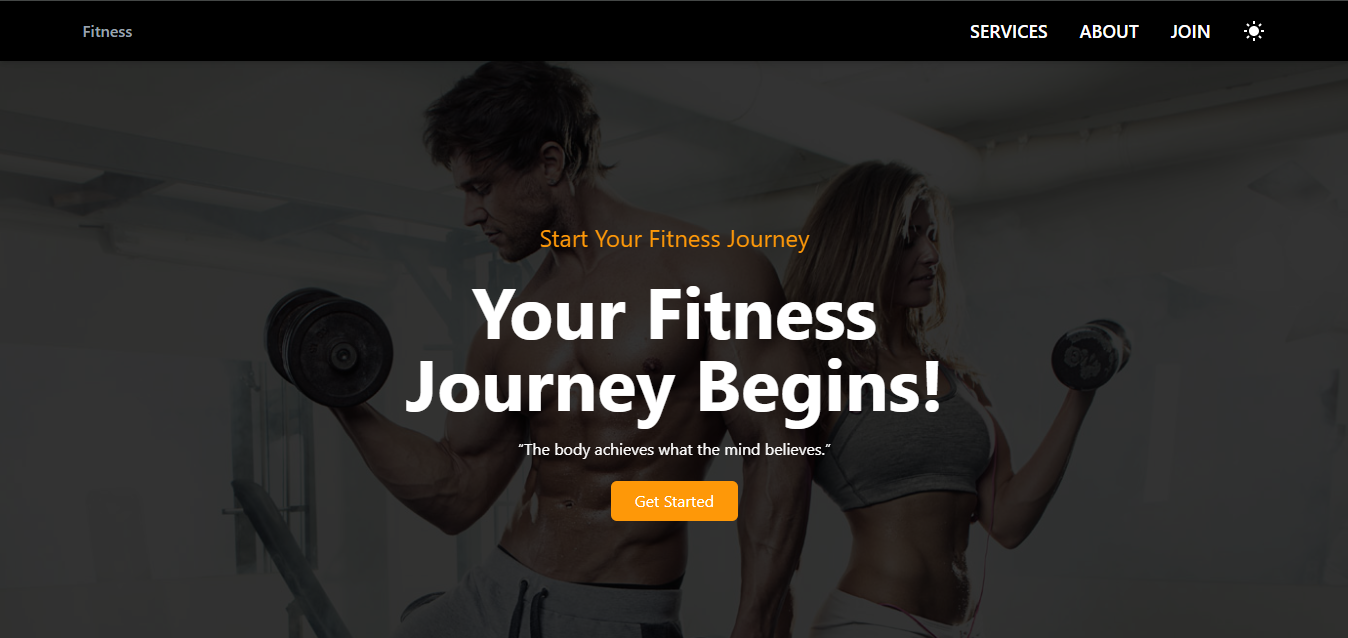 Fitness
SERVICES ABOUT JOIN
Start Your Fitness Journey
Your Fitness
Journey Begins!
“The body achieves what the mind believes.”
Get Started